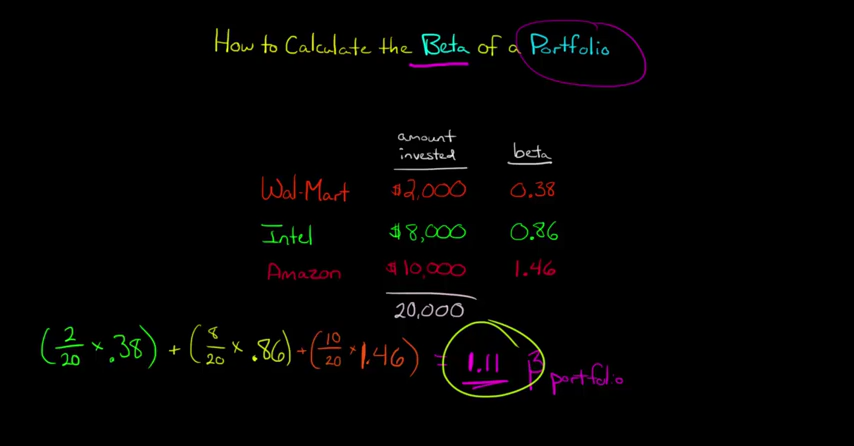 How to Calculate the Beta of a Portfolio
amount
invested
beta
Wal-Mart $2,000 0.38
Intel $8,000 0.86
Amazon $10,000 1.46
20,000
(2/20 × .38) + (8/20 × .86) + (10/20 × 1.46) = 1.11 β portfolio